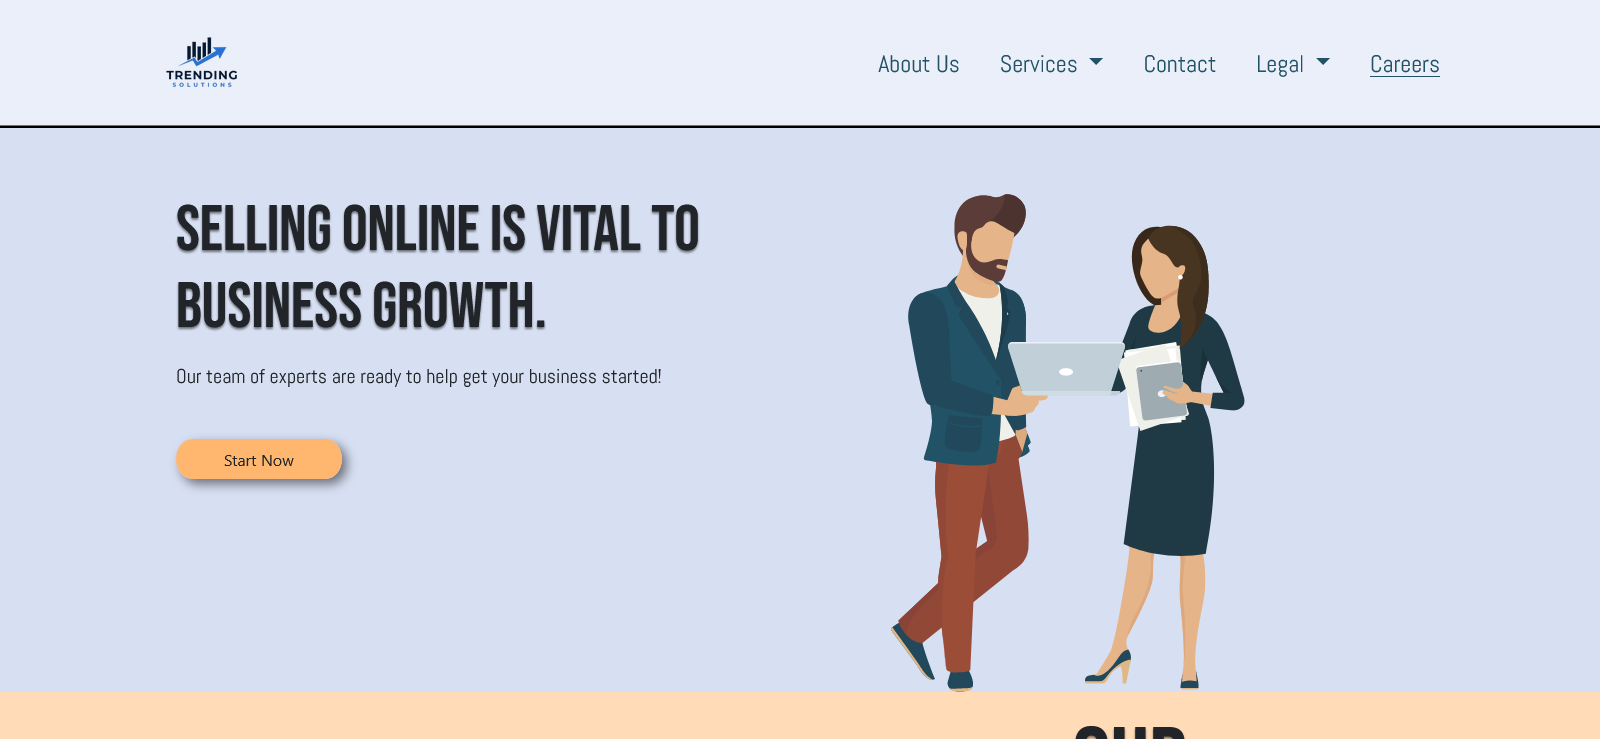 TRENDING
SOLUTIONS
About Us Services Contact Legal Careers
SELLING ONLINE IS VITAL TO
BUSINESS GROWTH.
Our team of experts are ready to help get your business started!
Start Now
OUR